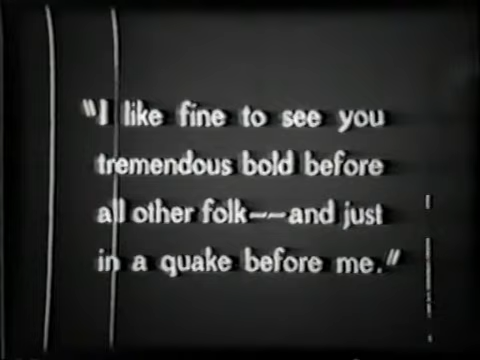 "I like fine to see you
tremendous bold before
all other folk--and just
in a quake before me."